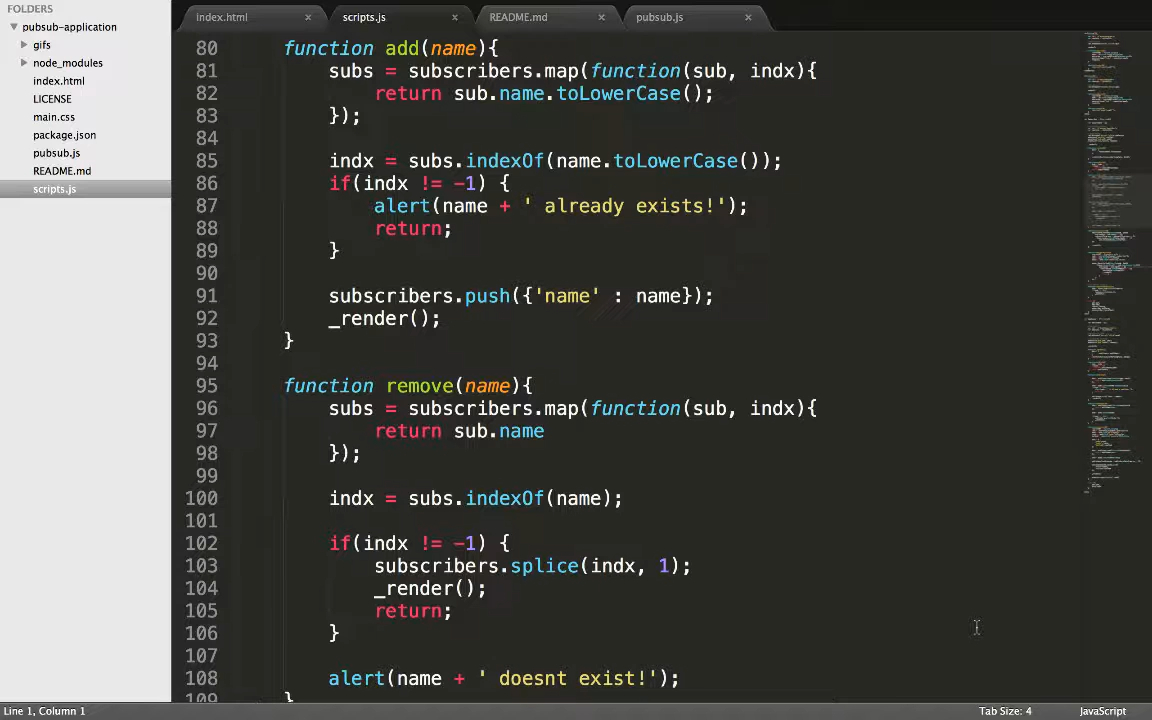 FOLDERS
pubsub-application
gifs
node_modules
index.html
LICENSE
main.css
package.json
pubsub.js
README.md
scripts.js
index.html × scripts.js × README.md × pubsub.js ×
80 function add(name){
81 subs = subscribers.map(function(sub, indx){
82 return sub.name.toLowerCase();
83 });
84
85 indx = subs.indexOf(name.toLowerCase());
86 if(indx != -1) {
87 alert(name + ' already exists!');
88 return;
89 }
90
91 subscribers.push({'name' : name});
92 _render();
93 }
94
95 function remove(name){
96 subs = subscribers.map(function(sub, indx){
97 return sub.name
98 });
99
100 indx = subs.indexOf(name);
101
102 if(indx != -1) {
103 subscribers.splice(indx, 1);
104 _render();
105 return;
106 }
107
108 alert(name + ' doesnt exist!');
109 }
Line 1, Column 1 Tab Size: 4 JavaScript